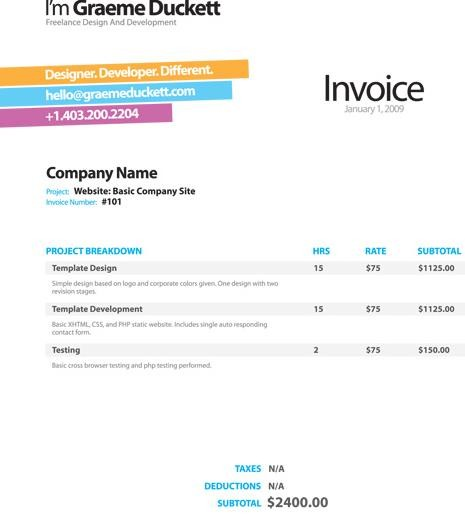 I'm Graeme Duckett
Freelance Design And Development
Designer. Developer. Different.
hello@graemeduckett.com
+1.403.200.2204
Invoice
January 1, 2009
Company Name
Project: Website: Basic Company Site
Invoice Number: #101
PROJECT BREAKDOWN HRS RATE SUBTOTAL
Template Design 15 $75 $1125.00
Simple design based on logo and corporate colors given. One design with two
revision stages.
Template Development 15 $75 $1125.00
Basic XHTML, CSS, and PHP static website. Includes single auto responding
contact form.
Testing 2 $75 $150.00
Basic cross browser testing and php testing performed.
TAXES N/A
DEDUCTIONS N/A
SUBTOTAL $2400.00